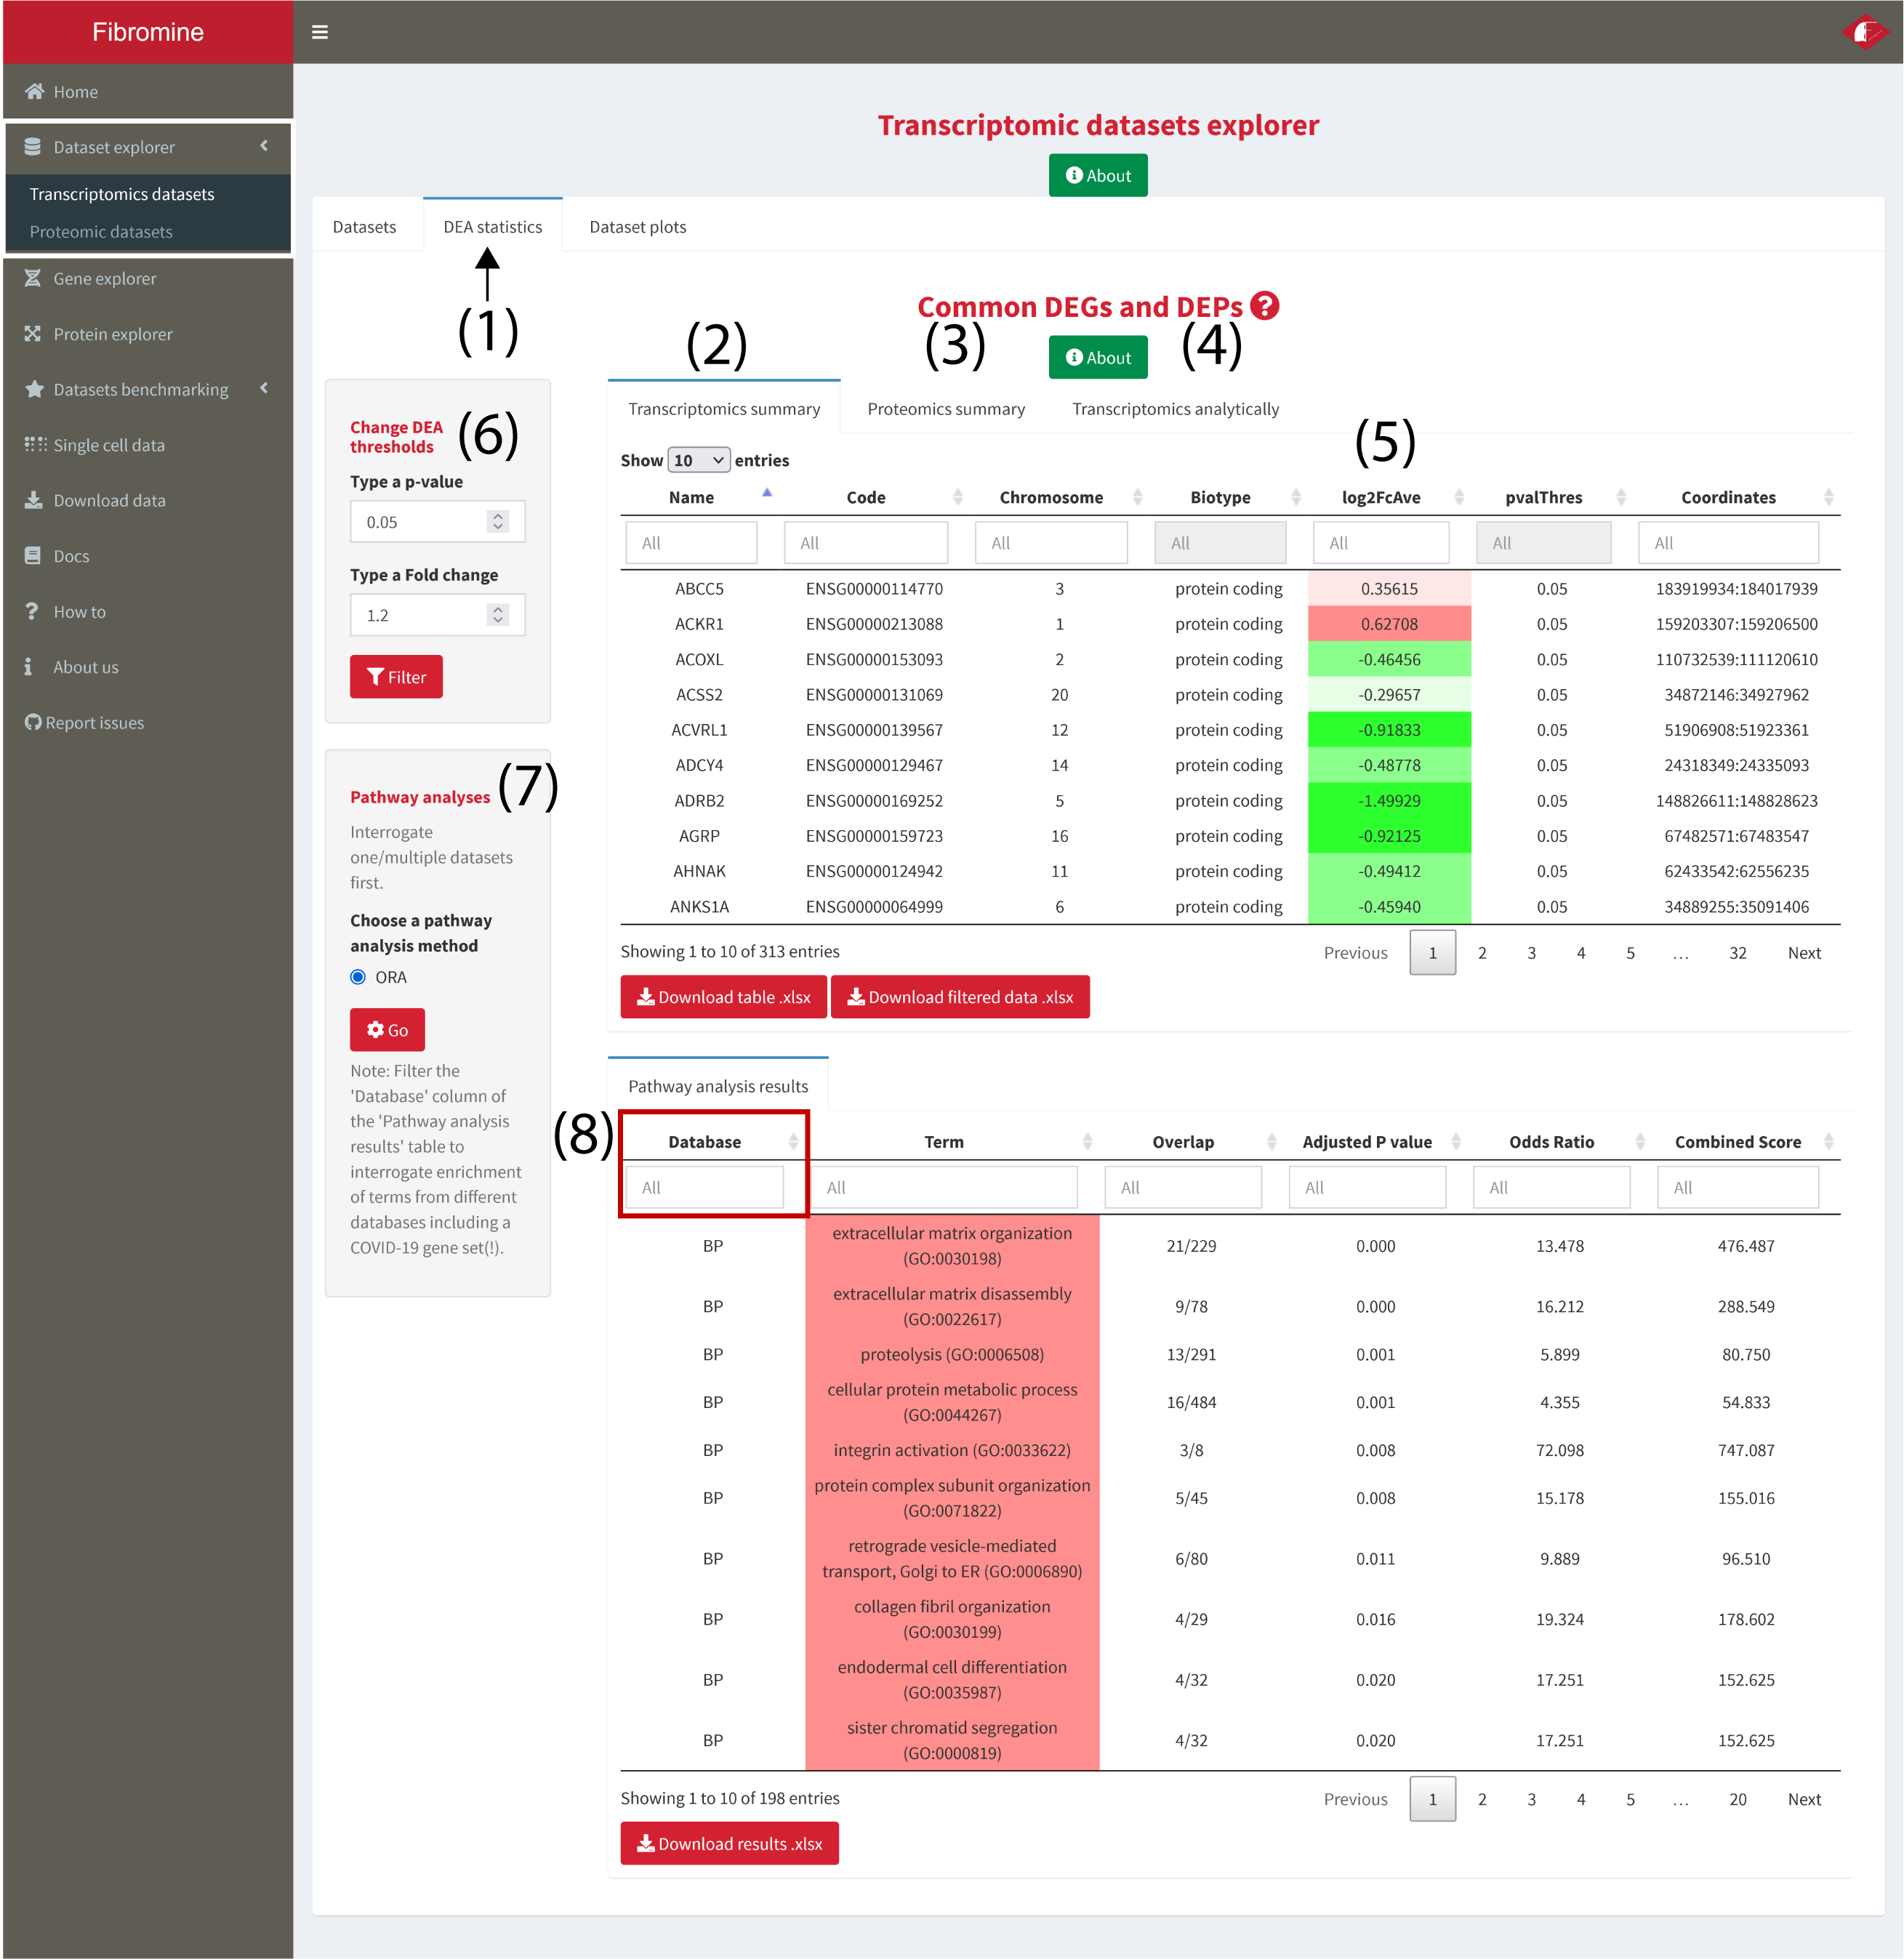 Fibromine
Home
Dataset explorer
Transcriptomics datasets
Proteomic datasets
Gene explorer
Protein explorer
Datasets benchmarking
Single cell data
Download data
Docs
How to
About us
Report issues
Transcriptomic datasets explorer
About
Datasets DEA statistics Dataset plots
(1)
Common DEGs and DEPs
About
(2) (3) (4)
(6)
Change DEA
thresholds
Type a p-value
0.05
Type a Fold change
1.2
Filter
(7)
Pathway analyses
Interrogate
one/multiple datasets
first.
Choose a pathway
analysis method
ORA
Go
Note: Filter the
'Database' column of
the 'Pathway analysis
results' table to
interrogate enrichment
of terms from different
databases including a
COVID-19 gene set(!).
Transcriptomics summary Proteomics summary Transcriptomics analytically
(5)
Show 10 entries
Name Code Chromosome Biotype log2FcAve pvalThres Coordinates
All All All All All All All
ABCC5 ENSG00000114770 3 protein coding 0.35615 0.05 183919934:184017939
ACKR1 ENSG00000213088 1 protein coding 0.62708 0.05 159203307:159206500
ACOXL ENSG00000153093 2 protein coding -0.46456 0.05 110732539:111120610
ACSS2 ENSG00000131069 20 protein coding -0.29657 0.05 34872146:34927962
ACVRL1 ENSG00000139567 12 protein coding -0.91833 0.05 51906908:51923361
ADCY4 ENSG00000129467 14 protein coding -0.48778 0.05 24318349:24335093
ADRB2 ENSG00000169252 5 protein coding -1.49929 0.05 148826611:148828623
AGRP ENSG00000159723 16 protein coding -0.92125 0.05 67482571:67483547
AHNAK ENSG00000124942 11 protein coding -0.49412 0.05 62433542:62556235
ANKS1A ENSG00000064999 6 protein coding -0.45940 0.05 34889255:35091406
Showing 1 to 10 of 313 entries Previous 1 2 3 4 5 … 32 Next
Download table .xlsx Download filtered data .xlsx
Pathway analysis results
(8)
Database Term Overlap Adjusted P value Odds Ratio Combined Score
All All All All All All
extracellular matrix organization
BP (GO:0030198) 21/229 0.000 13.478 476.487
extracellular matrix disassembly
BP (GO:0022617) 9/78 0.000 16.212 288.549
BP proteolysis (GO:0006508) 13/291 0.001 5.899 80.750
cellular protein metabolic process
BP (GO:0044267) 16/484 0.001 4.355 54.833
BP integrin activation (GO:0033622) 3/8 0.008 72.098 747.087
protein complex subunit organization
BP (GO:0071822) 5/45 0.008 15.178 155.016
retrograde vesicle-mediated
BP transport, Golgi to ER (GO:0006890) 6/80 0.011 9.889 96.510
collagen fibril organization
BP (GO:0030199) 4/29 0.016 19.324 178.602
endodermal cell differentiation
BP (GO:0035987) 4/32 0.020 17.251 152.625
sister chromatid segregation
BP (GO:0000819) 4/32 0.020 17.251 152.625
Showing 1 to 10 of 198 entries Previous 1 2 3 4 5 … 20 Next
Download results .xlsx